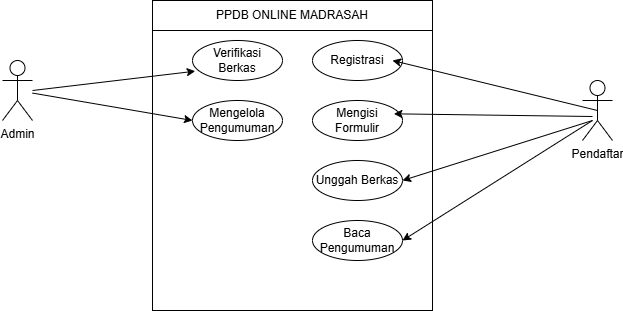 PPDB ONLINE MADRASAH
Verifikasi
Berkas
Registrasi
Mengelola
Pengumuman
Mengisi
Formulir
Admin
Pendaftar
Unggah Berkas
Baca
Pengumuman